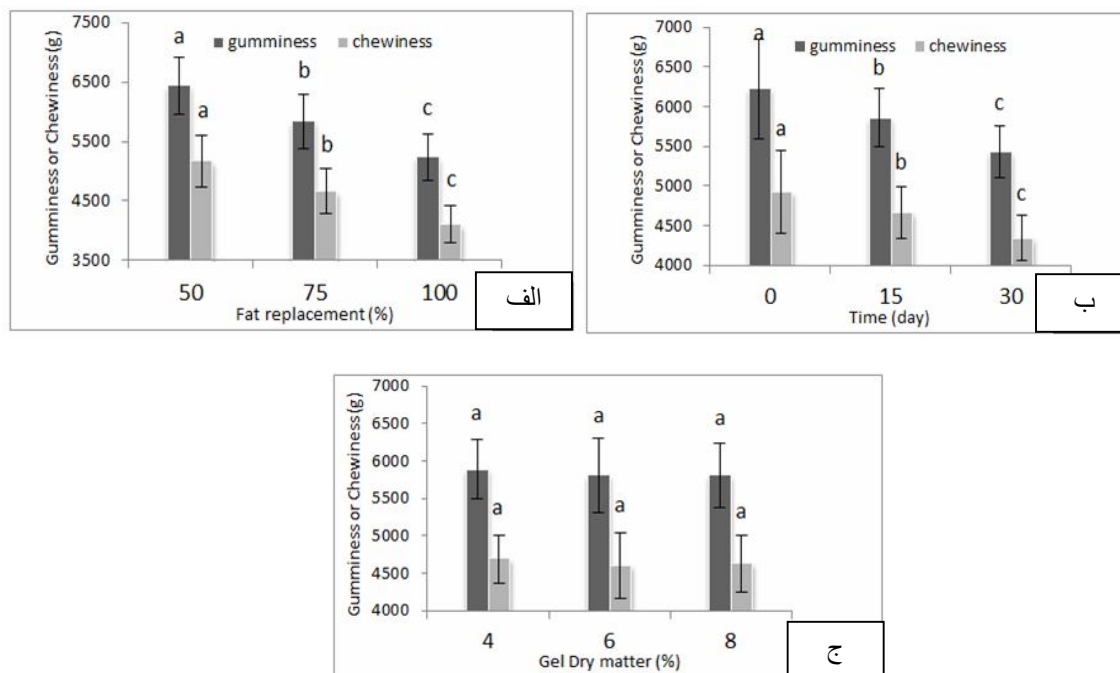 7500
6500
5500
4500
3500
Gumminess or Chewiness(g)
gumminess chewiness
a
a
b
b
c
c
50 75 100
Fat replacement (%)
الف
7000
6500
6000
5500
5000
4500
4000
Gumminess or Chewiness (g)
gumminess chewiness
a
a
b
b
c
c
0 15 30
Time (day)
ب
7000
6500
6000
5500
5000
4500
4000
Gumminess or Chewiness (g)
a
a
a
a
a
a
4 6 8
Gel Dry matter (%)
ج